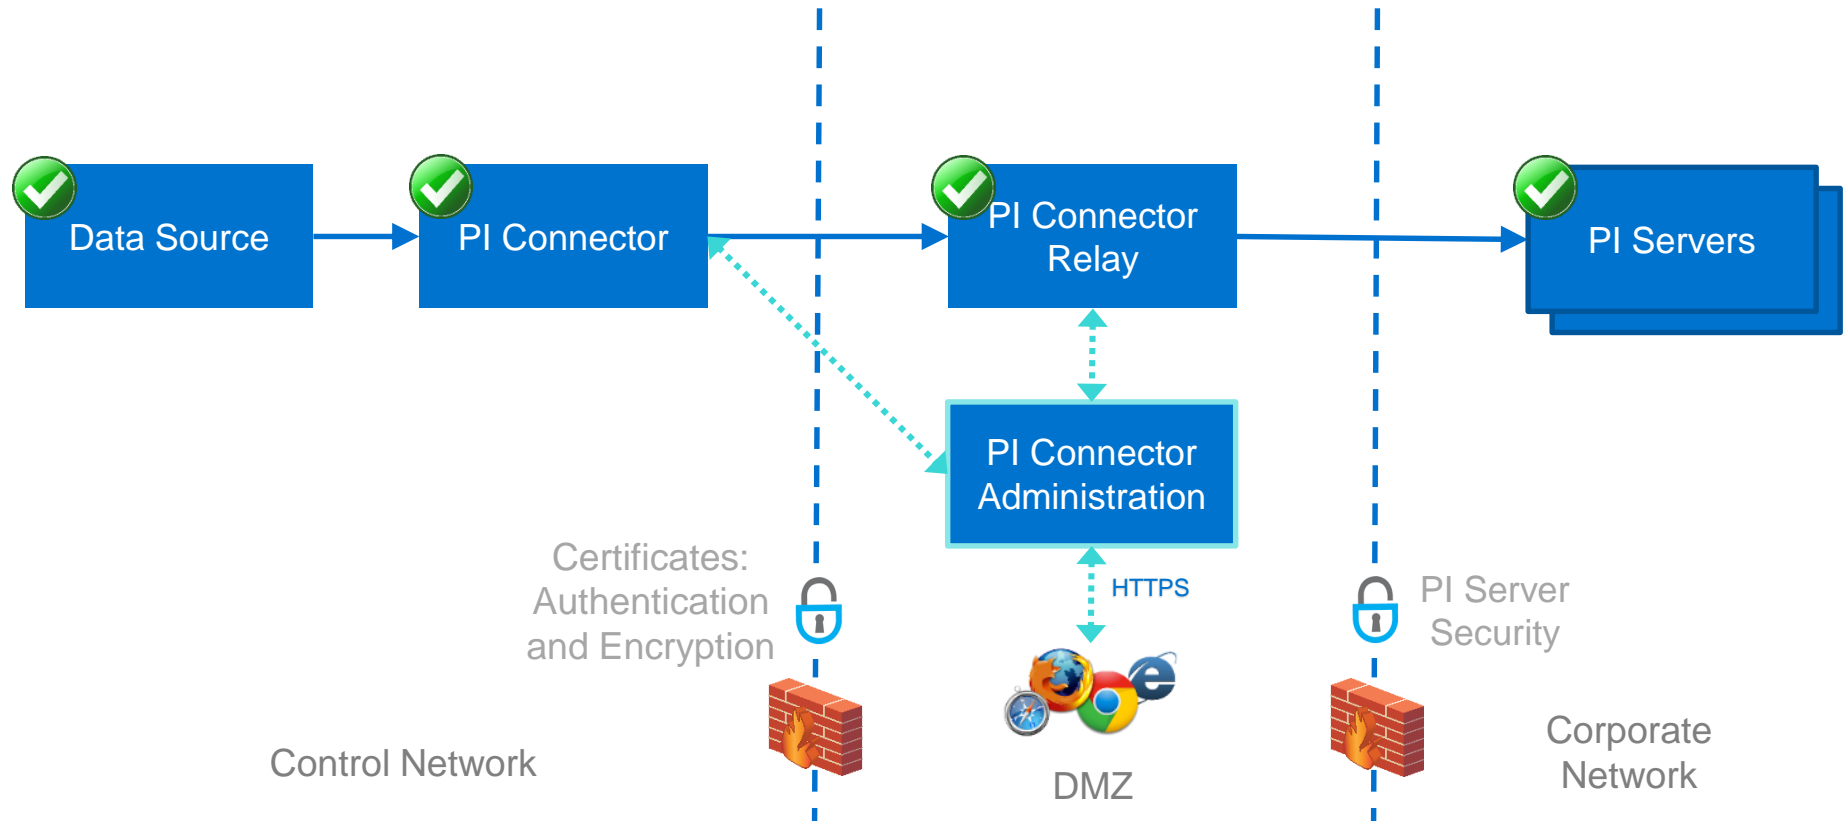 Data Source
PI Connector
PI Connector
Relay
PI Servers
PI Connector
Administration
HTTPS
Certificates:
Authentication
and Encryption
PI Server
Security
Control Network
DMZ
Corporate
Network